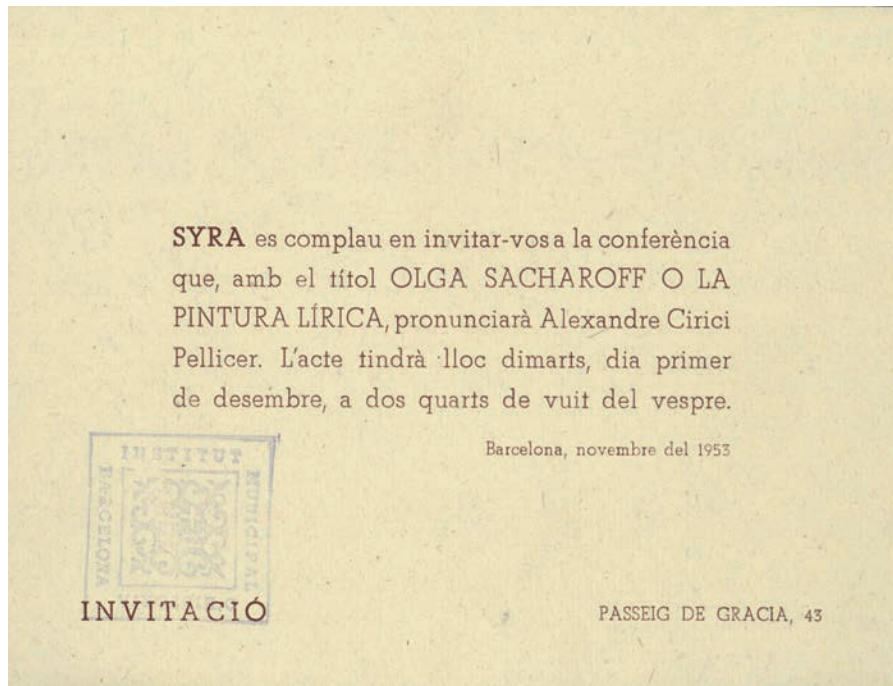 SYRA es complau en invitar-vos a la conferència
que, amb el títol OLGA SACHAROFF O LA
PINTURA LÍRICA, pronunciarà Alexandre Cirici
Pellicer. L'acte tindrà lloc dimarts, dia primer
de desembre, a dos quarts de vuit del vespre.
Barcelona, novembre del 1953
INSTITUT
MUNICIPAL
BARCELONA
INVITACIÓ
PASSEIG DE GRACIA, 43